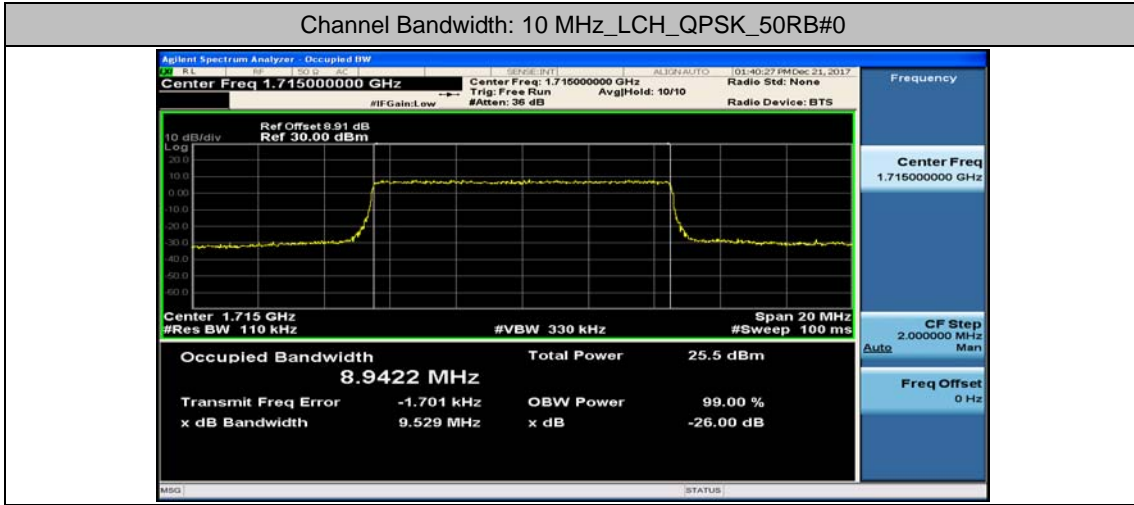 Channel Bandwidth: 10 MHz_LCH_QPSK_50RB#0
Agilent Spectrum Analyzer - Occupied BW
RL RF 50 Ω AC SENSE:INT ALIGN AUTO 01:40:27 PM Dec 21, 2017
Center Freq 1.715000000 GHz
Center Freq: 1.715000000 GHz
Radio Std: None
Trig: Free Run Avg|Hold: 10/10
#IFGain:Low
#Atten: 36 dB
Radio Device: BTS
Ref Offset 8.91 dB
10 dB/div Ref 30.00 dBm
Log
20.0
10.0
0.00
-10.0
-20.0
-30.0
-40.0
-50.0
-60.0
Center 1.715 GHz
Span 20 MHz
#Res BW 110 kHz
#VBW 330 kHz
#Sweep 100 ms
Occupied Bandwidth
Total Power 25.5 dBm
8.9422 MHz
Transmit Freq Error -1.701 kHz
OBW Power 99.00 %
x dB Bandwidth 9.529 MHz
x dB -26.00 dB
MSG
STATUS
Frequency
Center Freq
1.715000000 GHz
CF Step
2.000000 MHz
Auto Man
Freq Offset
0 Hz